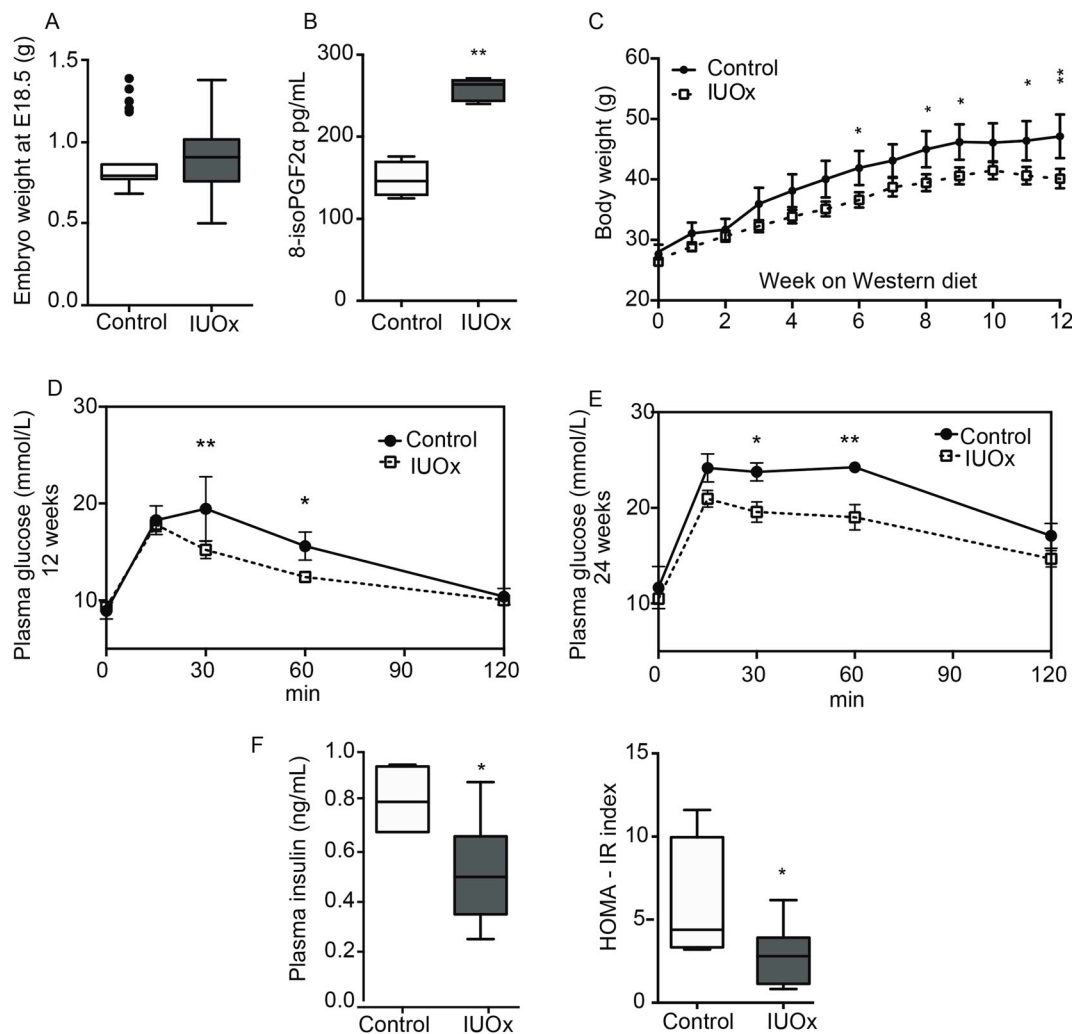 A
Embryo weight at E18.5 (g)
1.5
1.0
0.5
0.0
Control
IUOx
B
8-isoPGF2α pg/mL
300
200
100
0
**
Control
IUOx
C
Body weight (g)
60
50
40
30
20
Control
IUOx
*
*
*
*
**
Week on Western diet
0 2 4 6 8 10 12
D
Plasma glucose (mmol/L)
12 weeks
30
20
10
**
*
Control
IUOx
0 30 60 90 120
min
E
Plasma glucose (mmol/L)
24 weeks
30
20
10
*
**
Control
IUOx
0 30 60 90 120
min
F
Plasma insulin (ng/mL)
1.0
0.8
0.6
0.4
0.2
0.0
*
Control
IUOx
HOMA - IR index
15
10
5
0
*
Control
IUOx